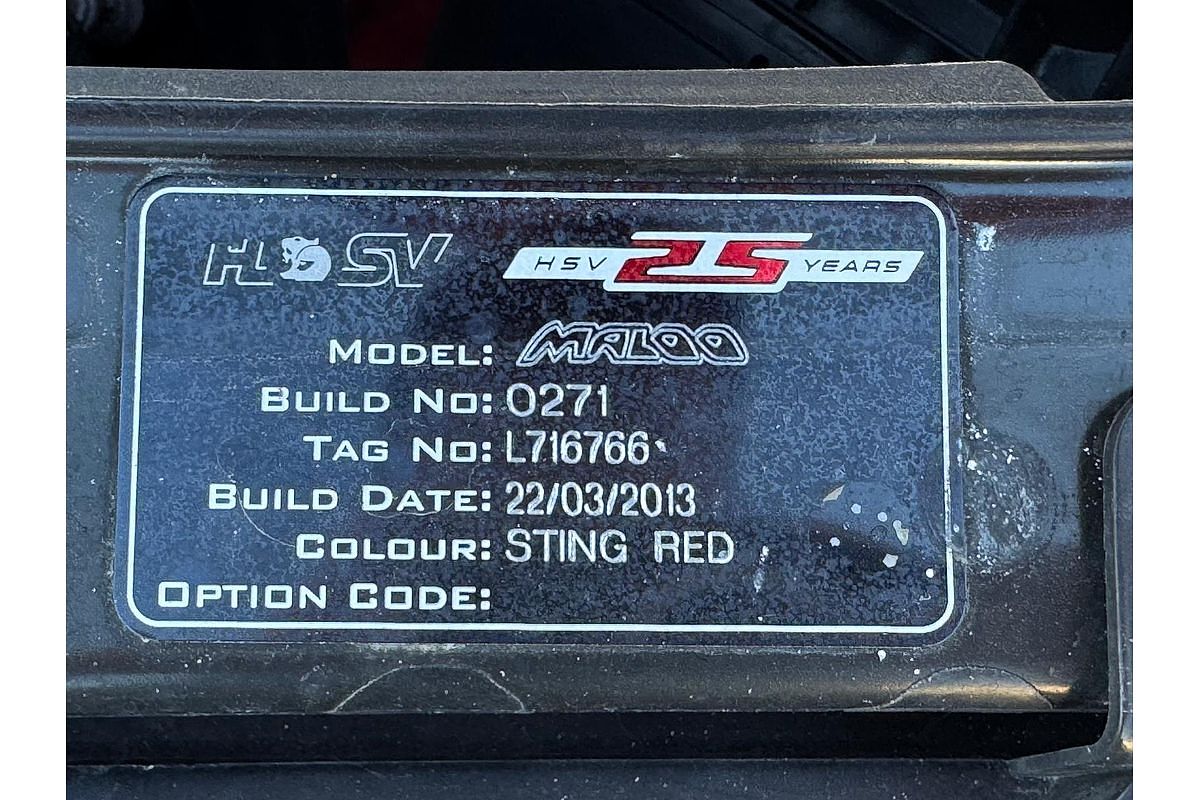 HSV HSV 25 YEARS
MODEL: MALOO
BUILD NO: 0271
TAG NO: L716766
BUILD DATE: 22/03/2013
COLOUR: STING RED
OPTION CODE: